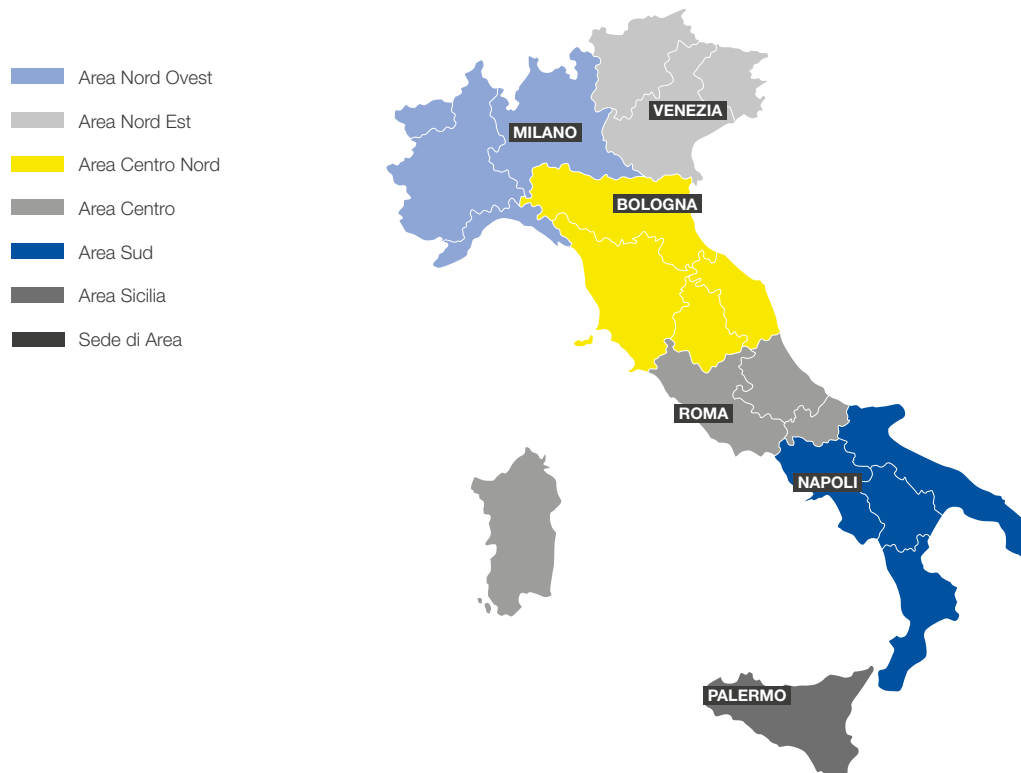 Area Nord Ovest
Area Nord Est
Area Centro Nord
Area Centro
Area Sud
Area Sicilia
Sede di Area
VENEZIA
MILANO
BOLOGNA
ROMA
NAPOLI
PALERMO